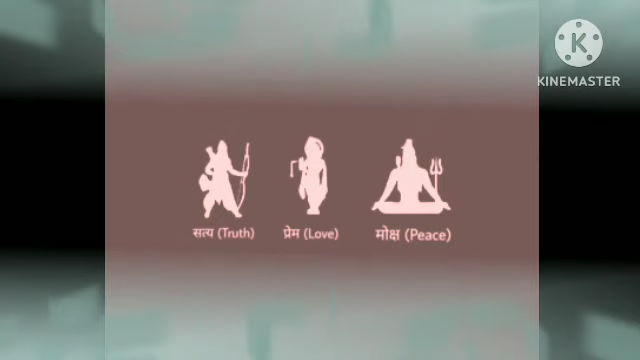 KINEMASTER
सत्य (Truth) प्रेम (Love) मोक्ष (Peace)